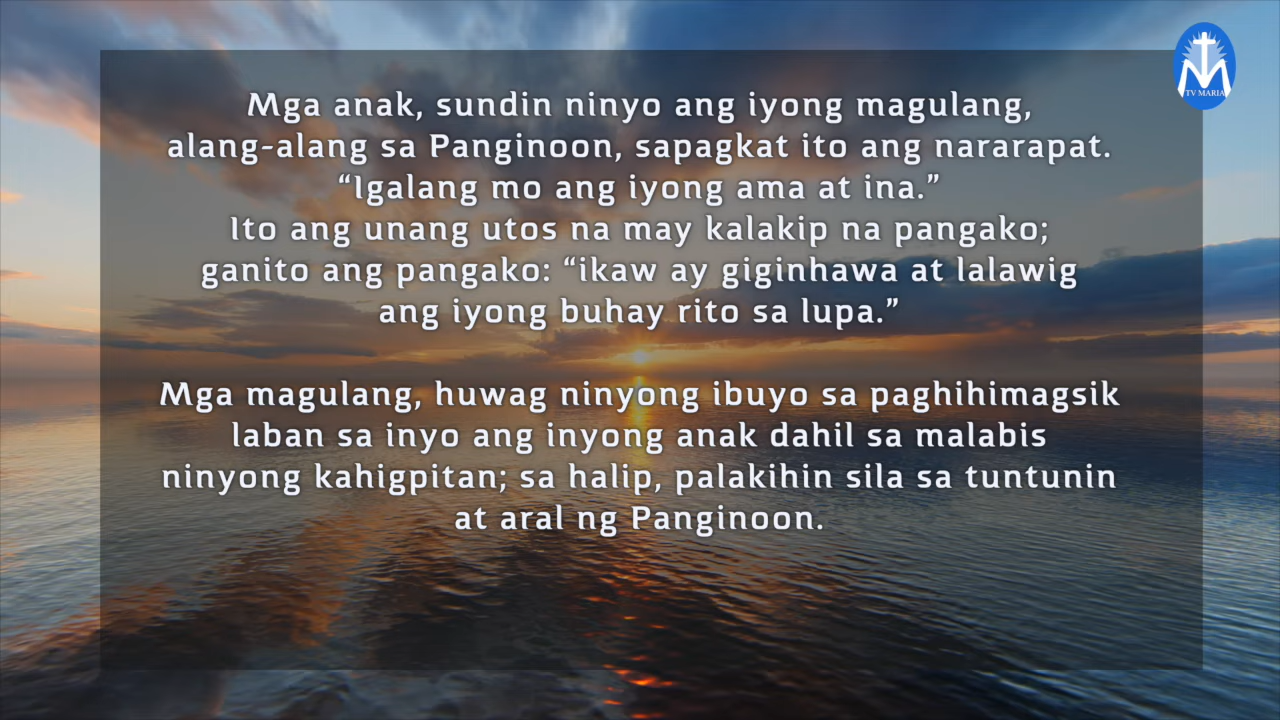 TV MARIA
Mga anak, sundin ninyo ang iyong magulang,
alang-alang sa Panginoon, sapagkat ito ang nararapat.
“Igalang mo ang iyong ama at ina.”
Ito ang unang utos na may kalakip na pangako;
ganito ang pangako: “ikaw ay giginhawa at lalawig
ang iyong buhay rito sa lupa.”
Mga magulang, huwag ninyong ibuyo sa paghihimagsik
laban sa inyo ang inyong anak dahil sa malabis
ninyong kahigpitan; sa halip, palakihin sila sa tuntunin
at aral ng Panginoon.